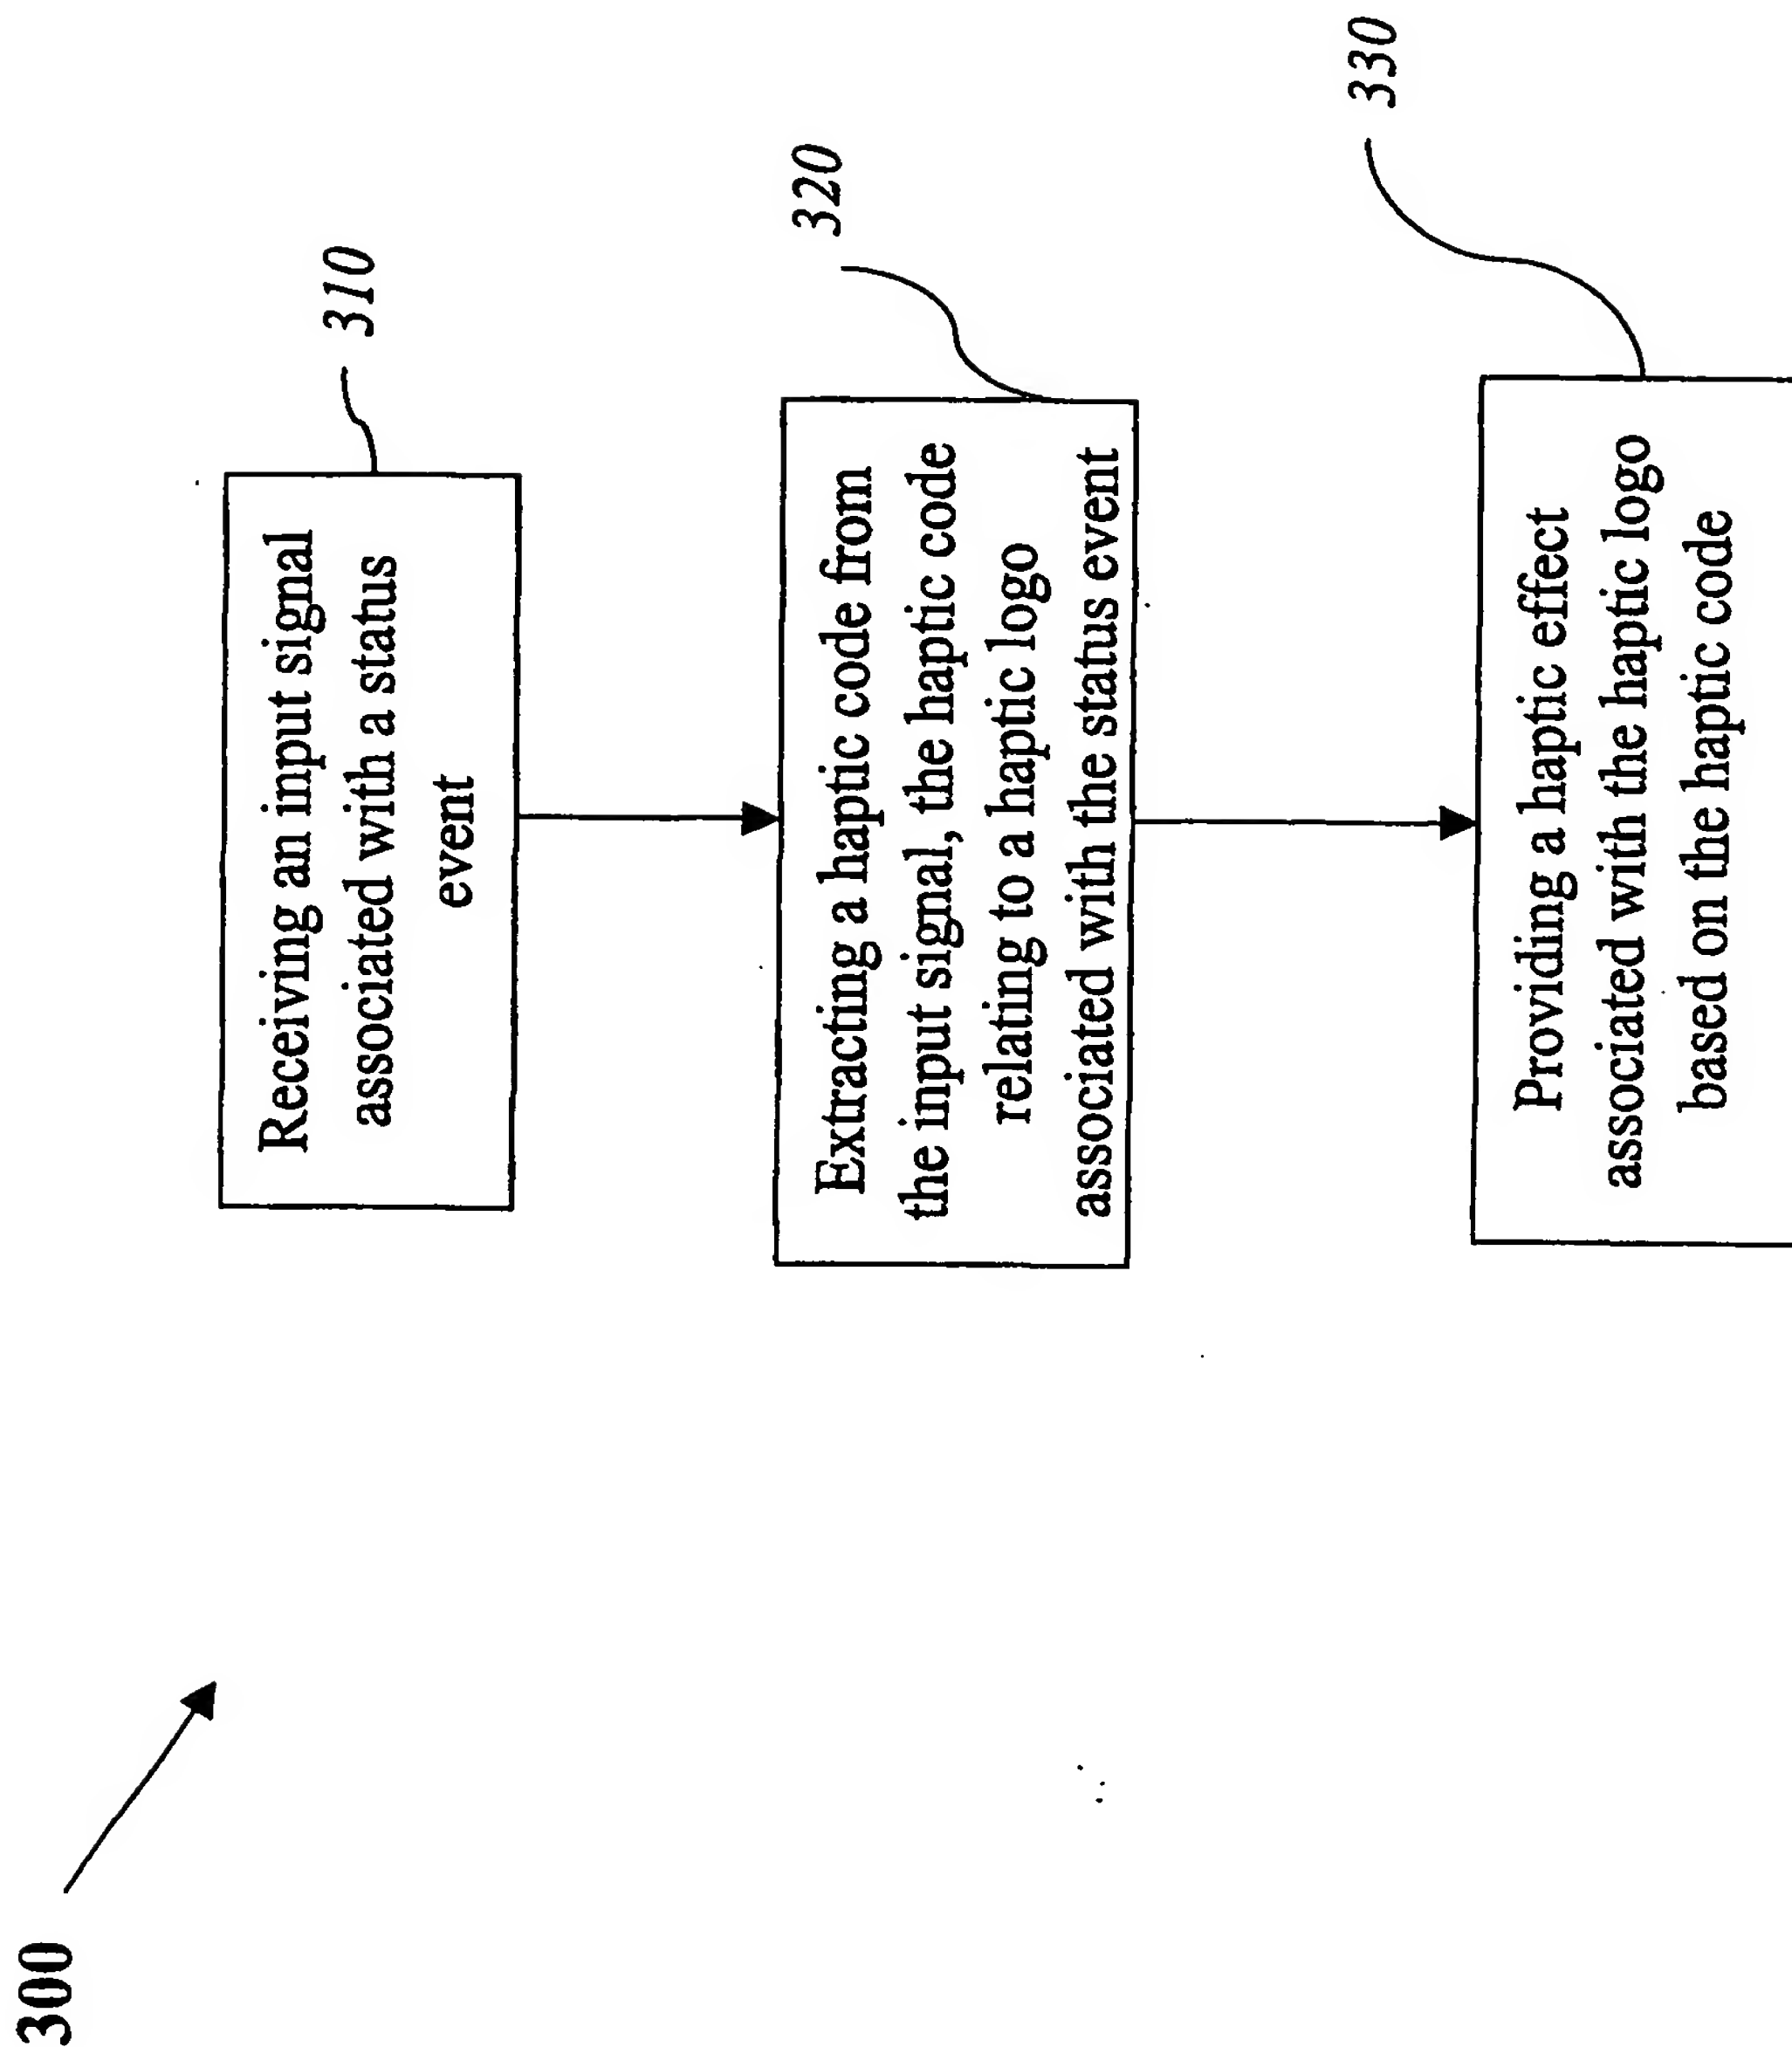 300
Receiving an input signal
associated with a status
event
310
Extracting a haptic code from
the input signal, the haptic code
relating to a haptic logo
associated with the status event
320
Providing a haptic effect
associated with the haptic logo
based on the haptic code
330